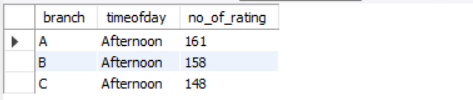 branch timeofday no_of_rating
A Afternoon 161
B Afternoon 158
C Afternoon 148